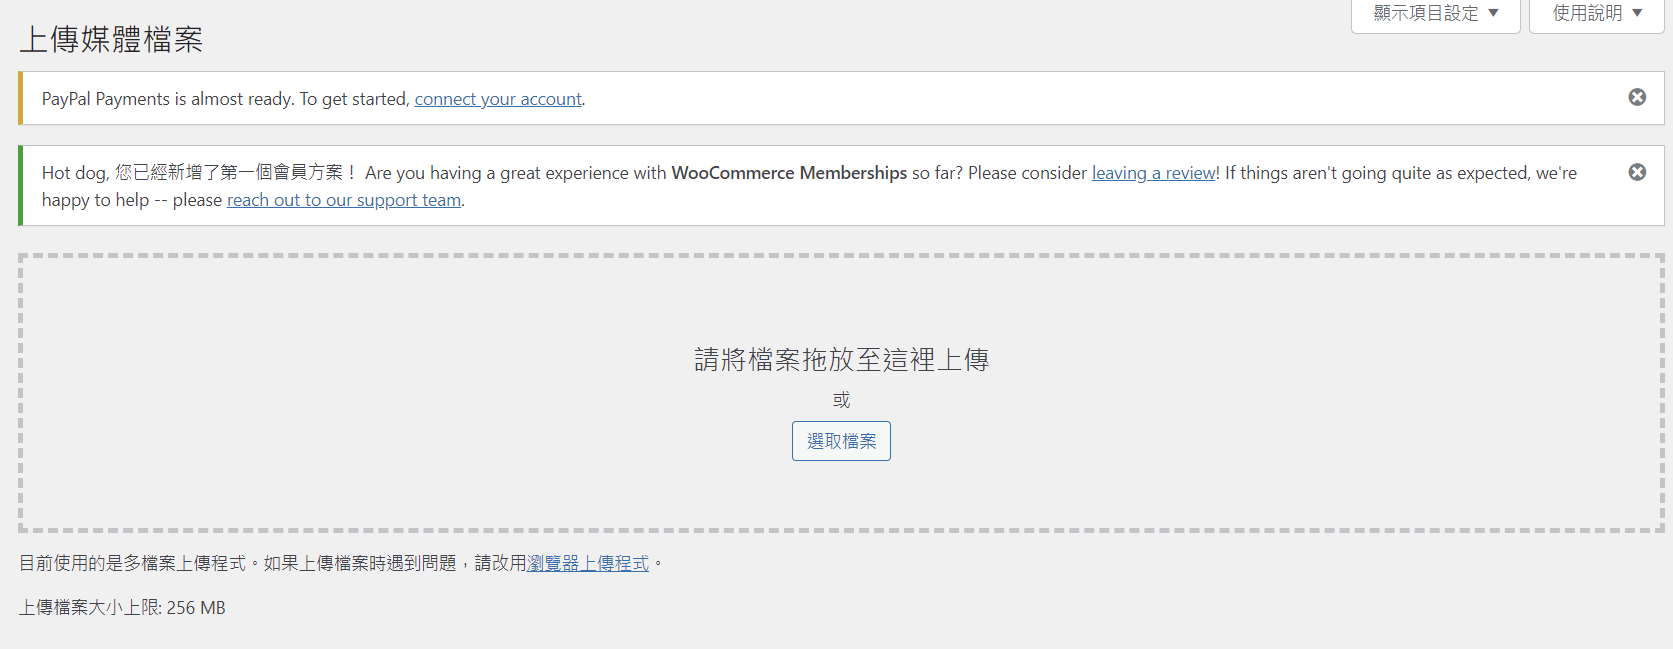 顯示項目設定 ▼
使用說明 ▼
上傳媒體檔案
PayPal Payments is almost ready. To get started, connect your account.
Hot dog, 您已經新增了第一個會員方案！ Are you having a great experience with WooCommerce Memberships so far? Please consider leaving a review! If things aren't going quite as expected, we're
happy to help -- please reach out to our support team.
請將檔案拖放至這裡上傳
或
選取檔案
目前使用的是多檔案上傳程式。如果上傳檔案時遇到問題，請改用瀏覽器上傳程式。
上傳檔案大小上限: 256 MB